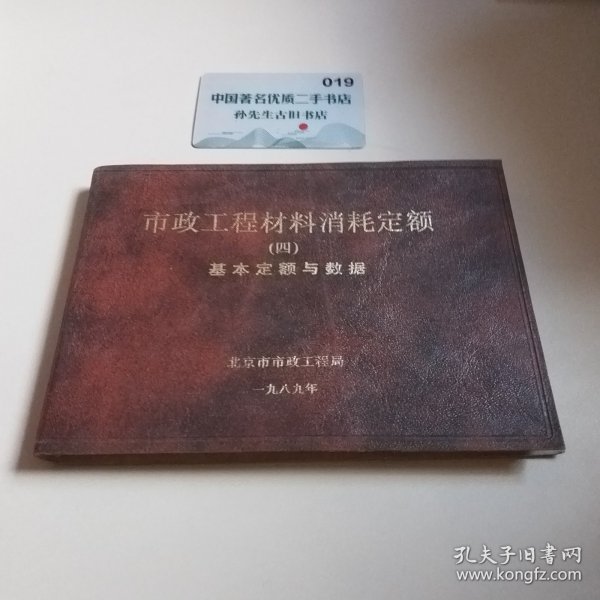 019
中国著名优质二手书店
孙先生古旧书店
市政工程材料消耗定额
(四)
基本定额与数据
北京市市政工程局
一九八九年
孔夫子旧书网
www.kongfz.com